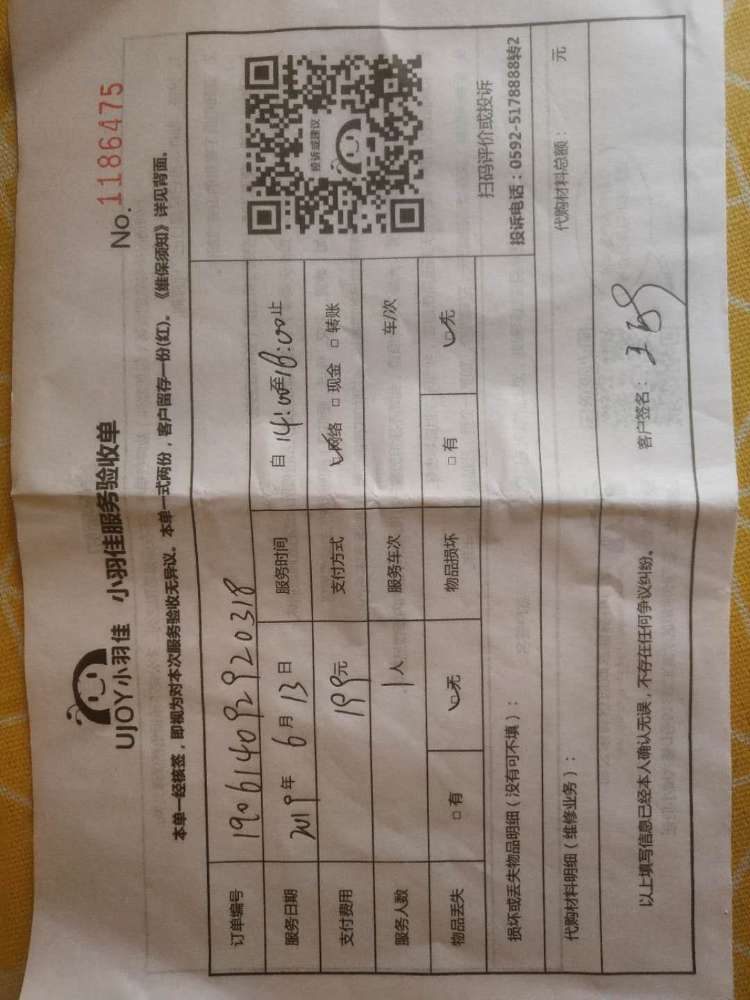 UJOY小羽佳 小羽佳服务验收单
No. 1186475
本单一经核签，即视为对本次服务验收无异议。本单一式两份，客户留存一份(红)。《维保须知》详见背面。
订单编号 190614092920318
服务日期 2019年 6月 13日 服务时间 自 14:00至18:00止
支付费用 199元 支付方式 网络 □ 现金 □ 转账
服务人数 1人 服务车次 车/次
物品丢失 □ 有 无 物品损坏 □ 有 无
投诉或建议
扫码评价或投诉
投诉电话：0592-5178888转2
损坏或丢失物品明细（没有可不填）：
代购材料明细（维修业务）： 代购材料总额： 元
以上填写信息已经本人确认无误，不存在任何争议纠纷。 客户签名：